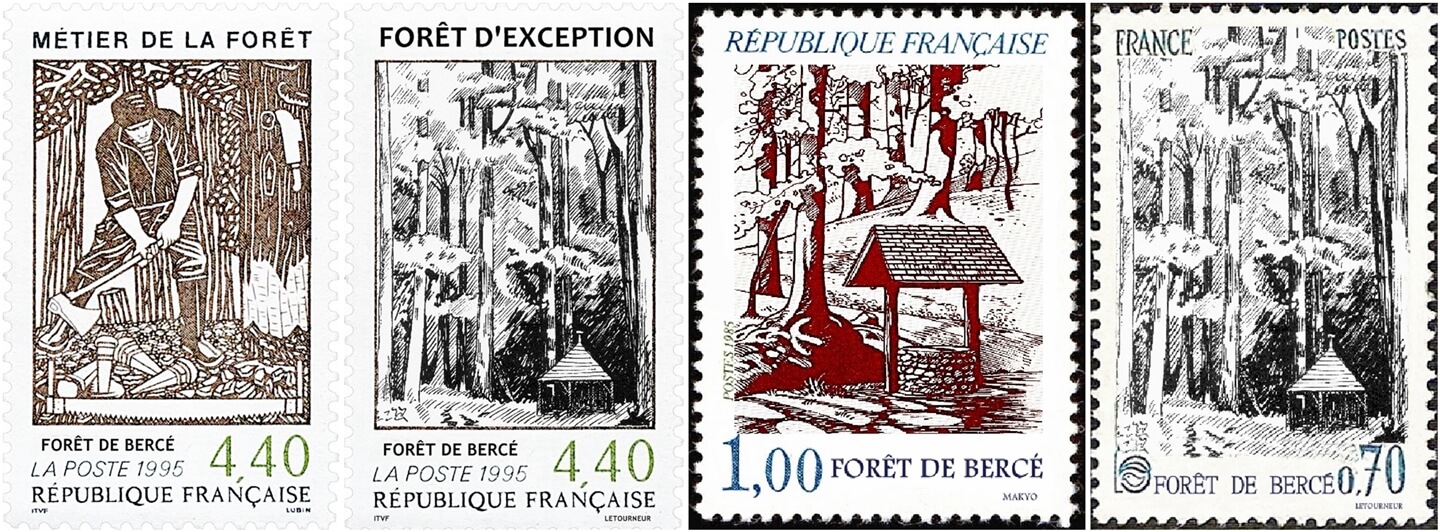 MÉTIER DE LA FORÊT
FORÊT DE BERCÉ
LA POSTE 1995
4,40
RÉPUBLIQUE FRANÇAISE
ITVF
LUBIN
FORÊT D'EXCEPTION
FORÊT DE BERCÉ
LA POSTE 1995
4,40
RÉPUBLIQUE FRANÇAISE
ITVF
LETOURNEUR
RÉPUBLIQUE FRANÇAISE
POSTES 1985
1,00 FORÊT DE BERCÉ
MAKYO
FRANCE POSTES
FORÊT DE BERCÉ 0,70
LETOURNEUR